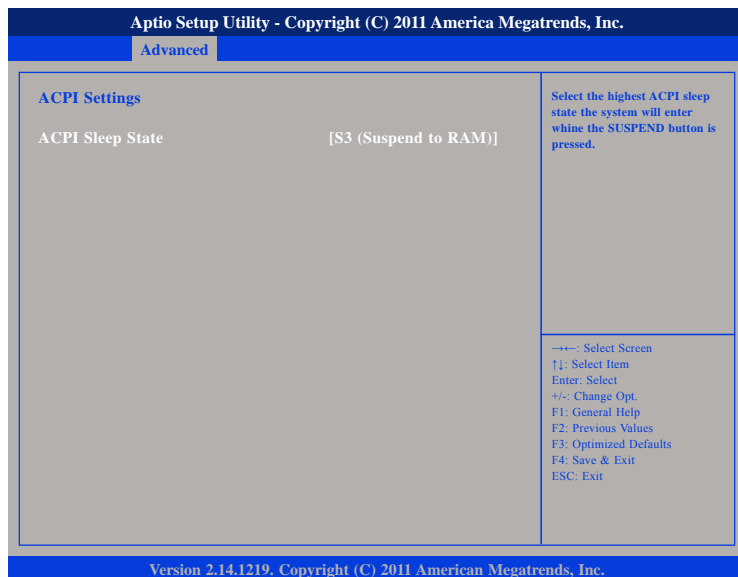 Aptio Setup Utility - Copyright (C) 2011 America Megatrends, Inc.
Advanced
ACPI Settings
ACPI Sleep State [S3 (Suspend to RAM)]
Select the highest ACPI sleep
state the system will enter
whine the SUSPEND button is
pressed.
→←: Select Screen
↑↓: Select Item
Enter: Select
+/-: Change Opt.
F1: General Help
F2: Previous Values
F3: Optimized Defaults
F4: Save & Exit
ESC: Exit
Version 2.14.1219. Copyright (C) 2011 American Megatrends, Inc.